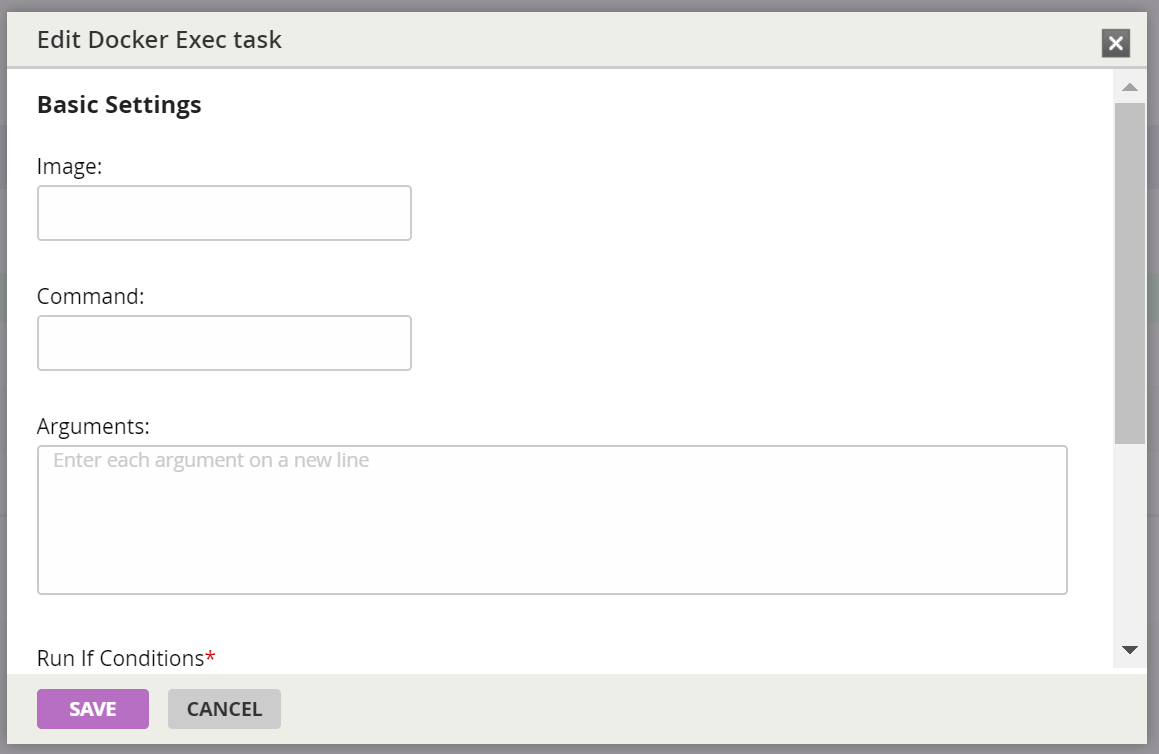 Edit Docker Exec task
Basic Settings
Image:
Command:
Arguments:
Enter each argument on a new line
Run If Conditions*
SAVE CANCEL